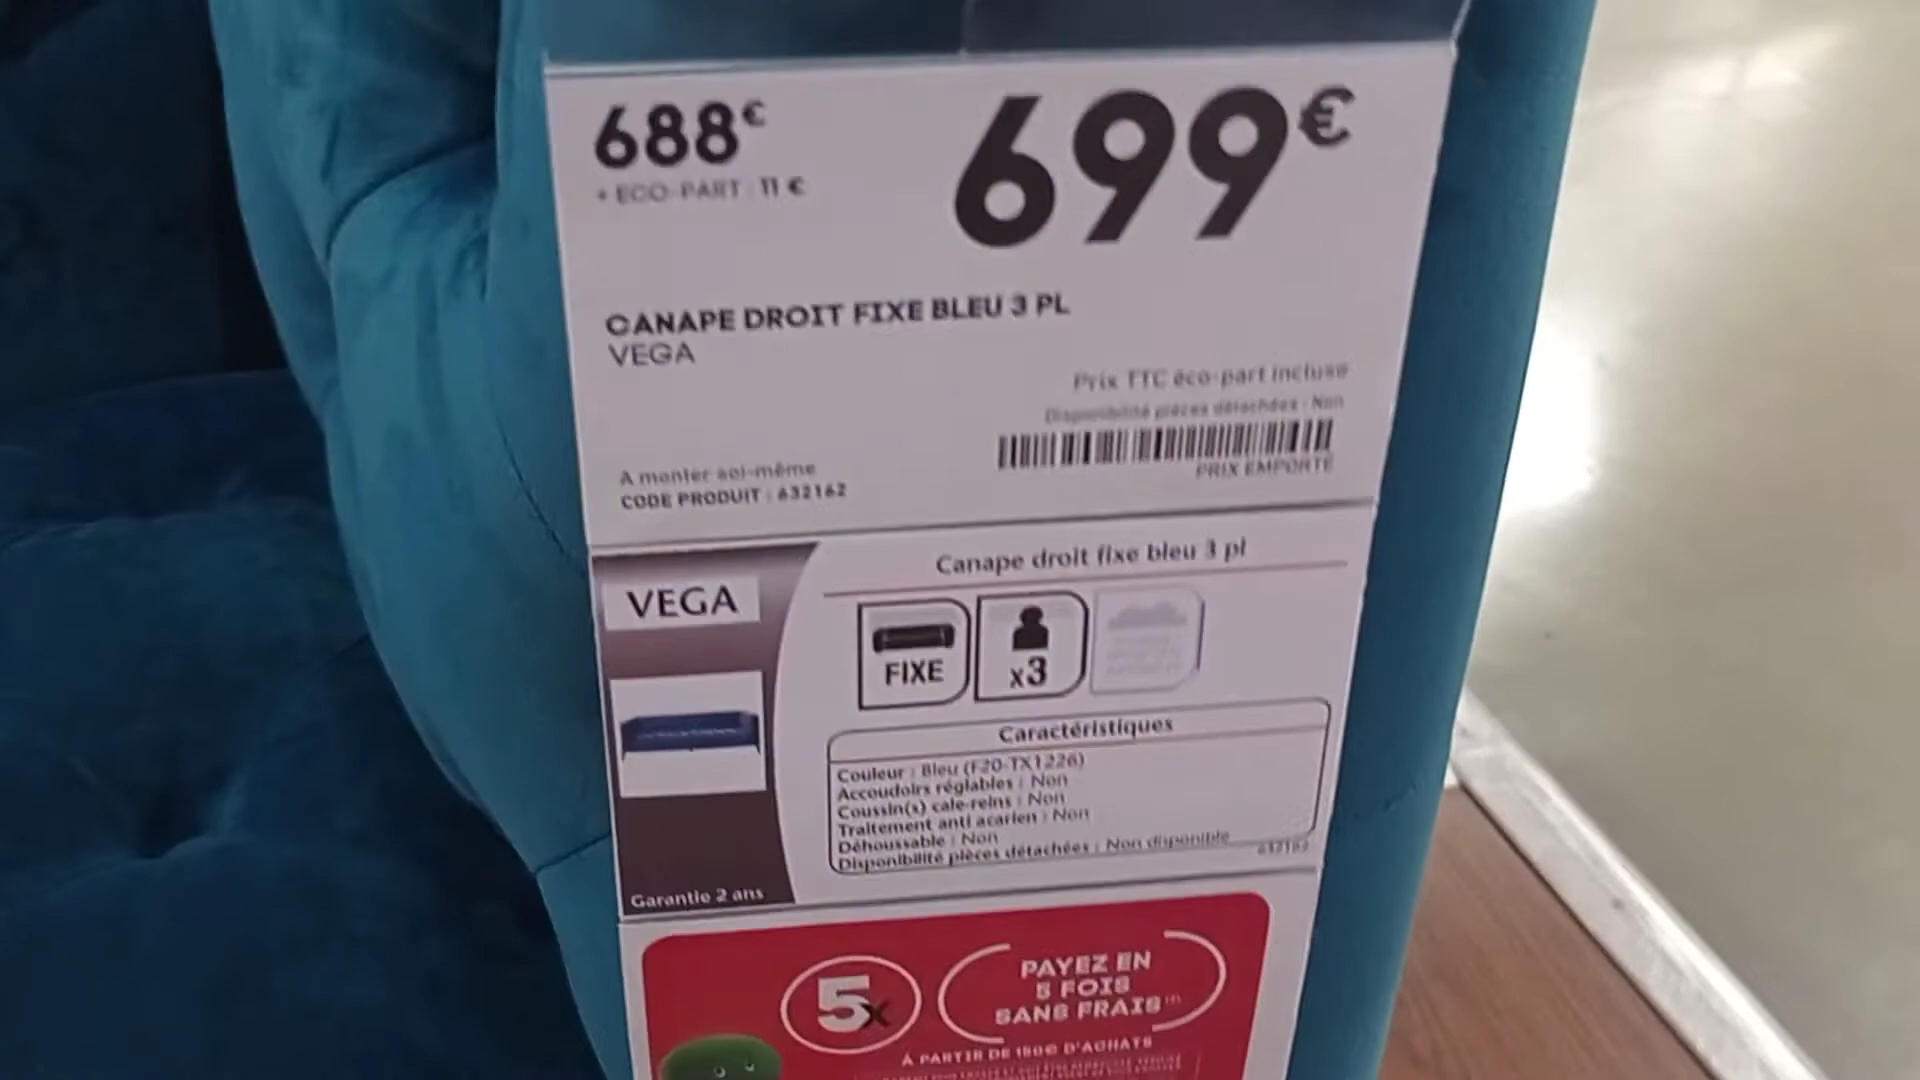 688€
+ ECO-PART : 11 €
699€
CANAPE DROIT FIXE BLEU 3 PL
VEGA
Prix TTC éco-part incluse
Disponibilité pièces détachées : Non
PRIX EMPORTE
A monter soi-même
CODE PRODUIT : 632162
VEGA
Canape droit fixe bleu 3 pl
FIXE
x3
Caractéristiques
Couleur : Bleu (F20-TX1226)
Accoudoirs réglables : Non
Coussin(s) cale-reins : Non
Traitement anti acarien : Non
Déhoussable : Non
Disponibilité pièces détachées : Non disponible
632162
Garantie 2 ans
5x
PAYEZ EN
5 FOIS
SANS FRAIS
À PARTIR DE 150€ D'ACHATS